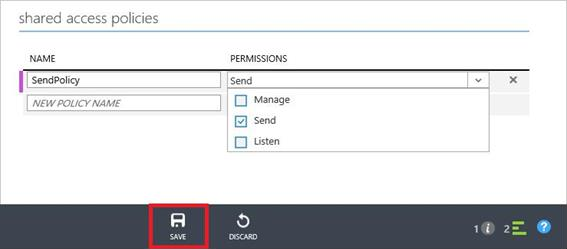 shared access policies
NAME PERMISSIONS
SendPolicy Send
NEW POLICY NAME
Manage
Send
Listen
SAVE DISCARD 1 i 2 ?